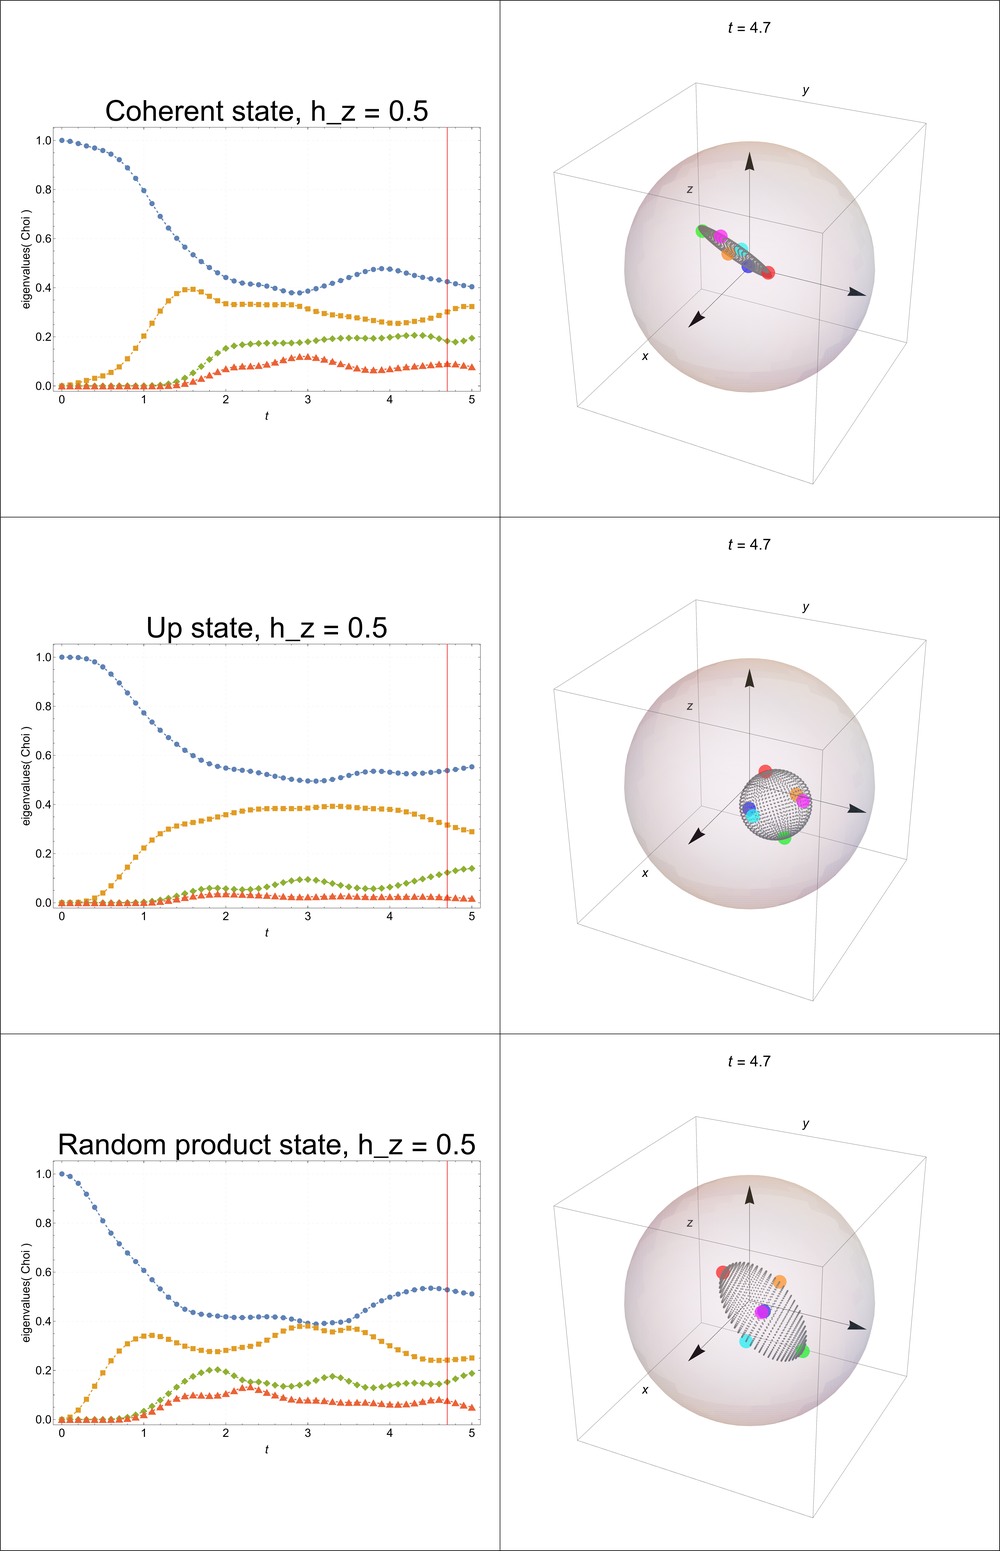 t = 4.7
Coherent state, h_z = 0.5
eigenvalues( Choi )
1.0
0.8
0.6
0.4
0.2
0.0
0 1 2 3 4 5
t
y
z
x
t = 4.7
Up state, h_z = 0.5
eigenvalues( Choi )
1.0
0.8
0.6
0.4
0.2
0.0
0 1 2 3 4 5
t
y
z
x
t = 4.7
Random product state, h_z = 0.5
eigenvalues( Choi )
1.0
0.8
0.6
0.4
0.2
0.0
0 1 2 3 4 5
t
y
z
x